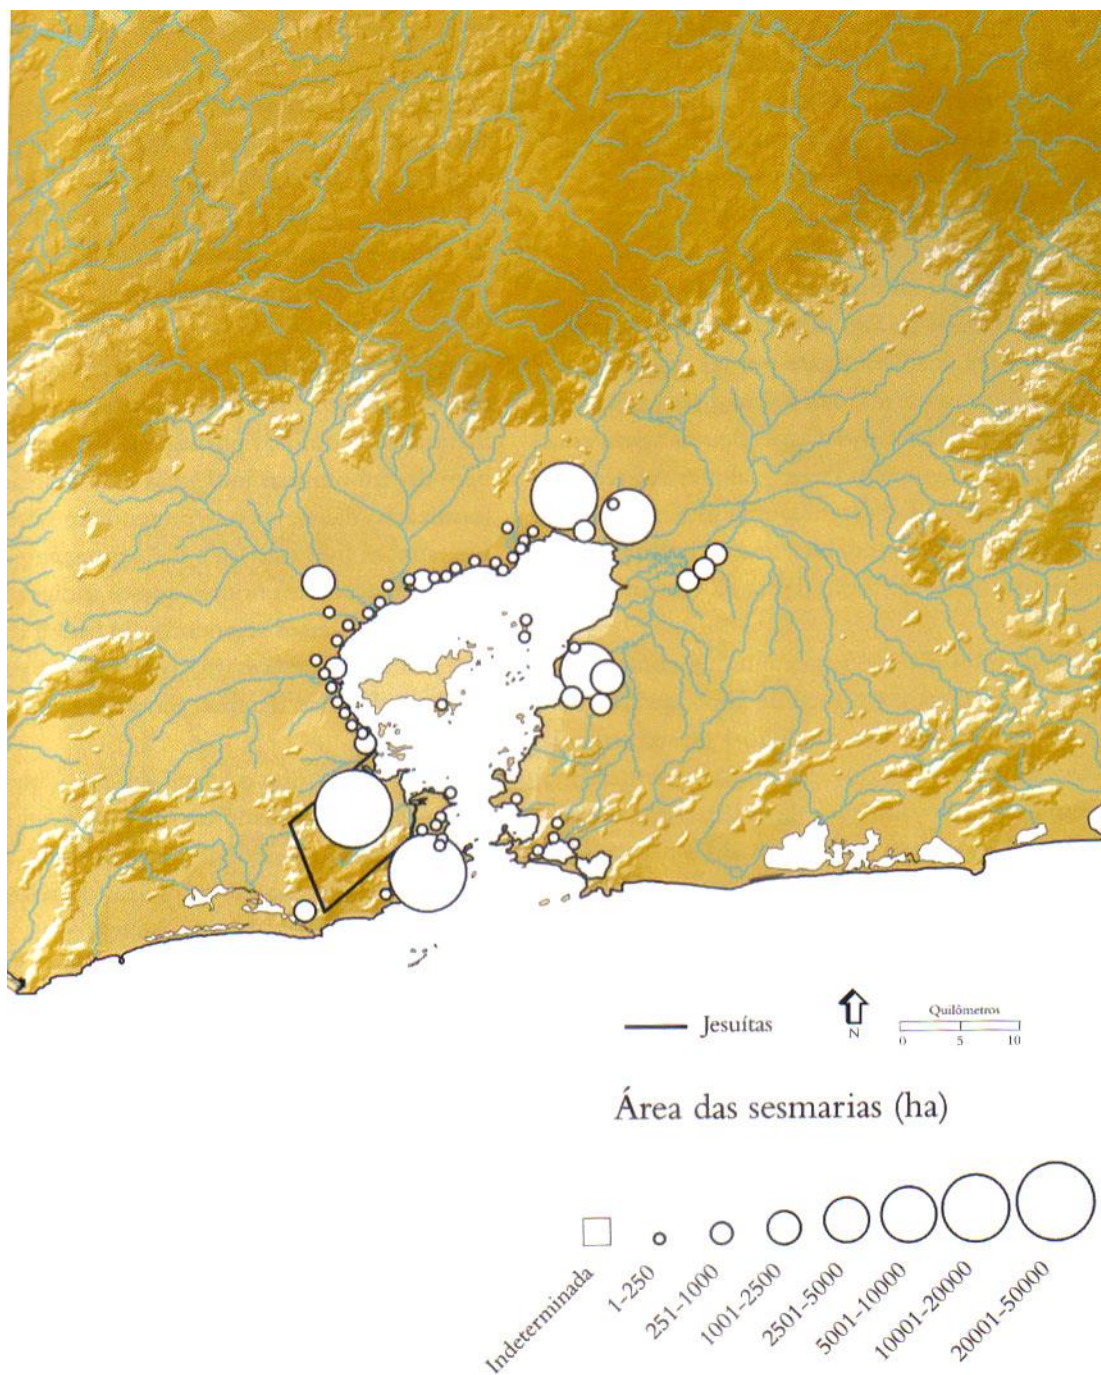 Jesuítas
N
Quilômetros
0 5 10
Área das sesmarias (ha)
Indeterminada
1-250
251-1000
1001-2500
2501-5000
5001-10000
10001-20000
20001-50000